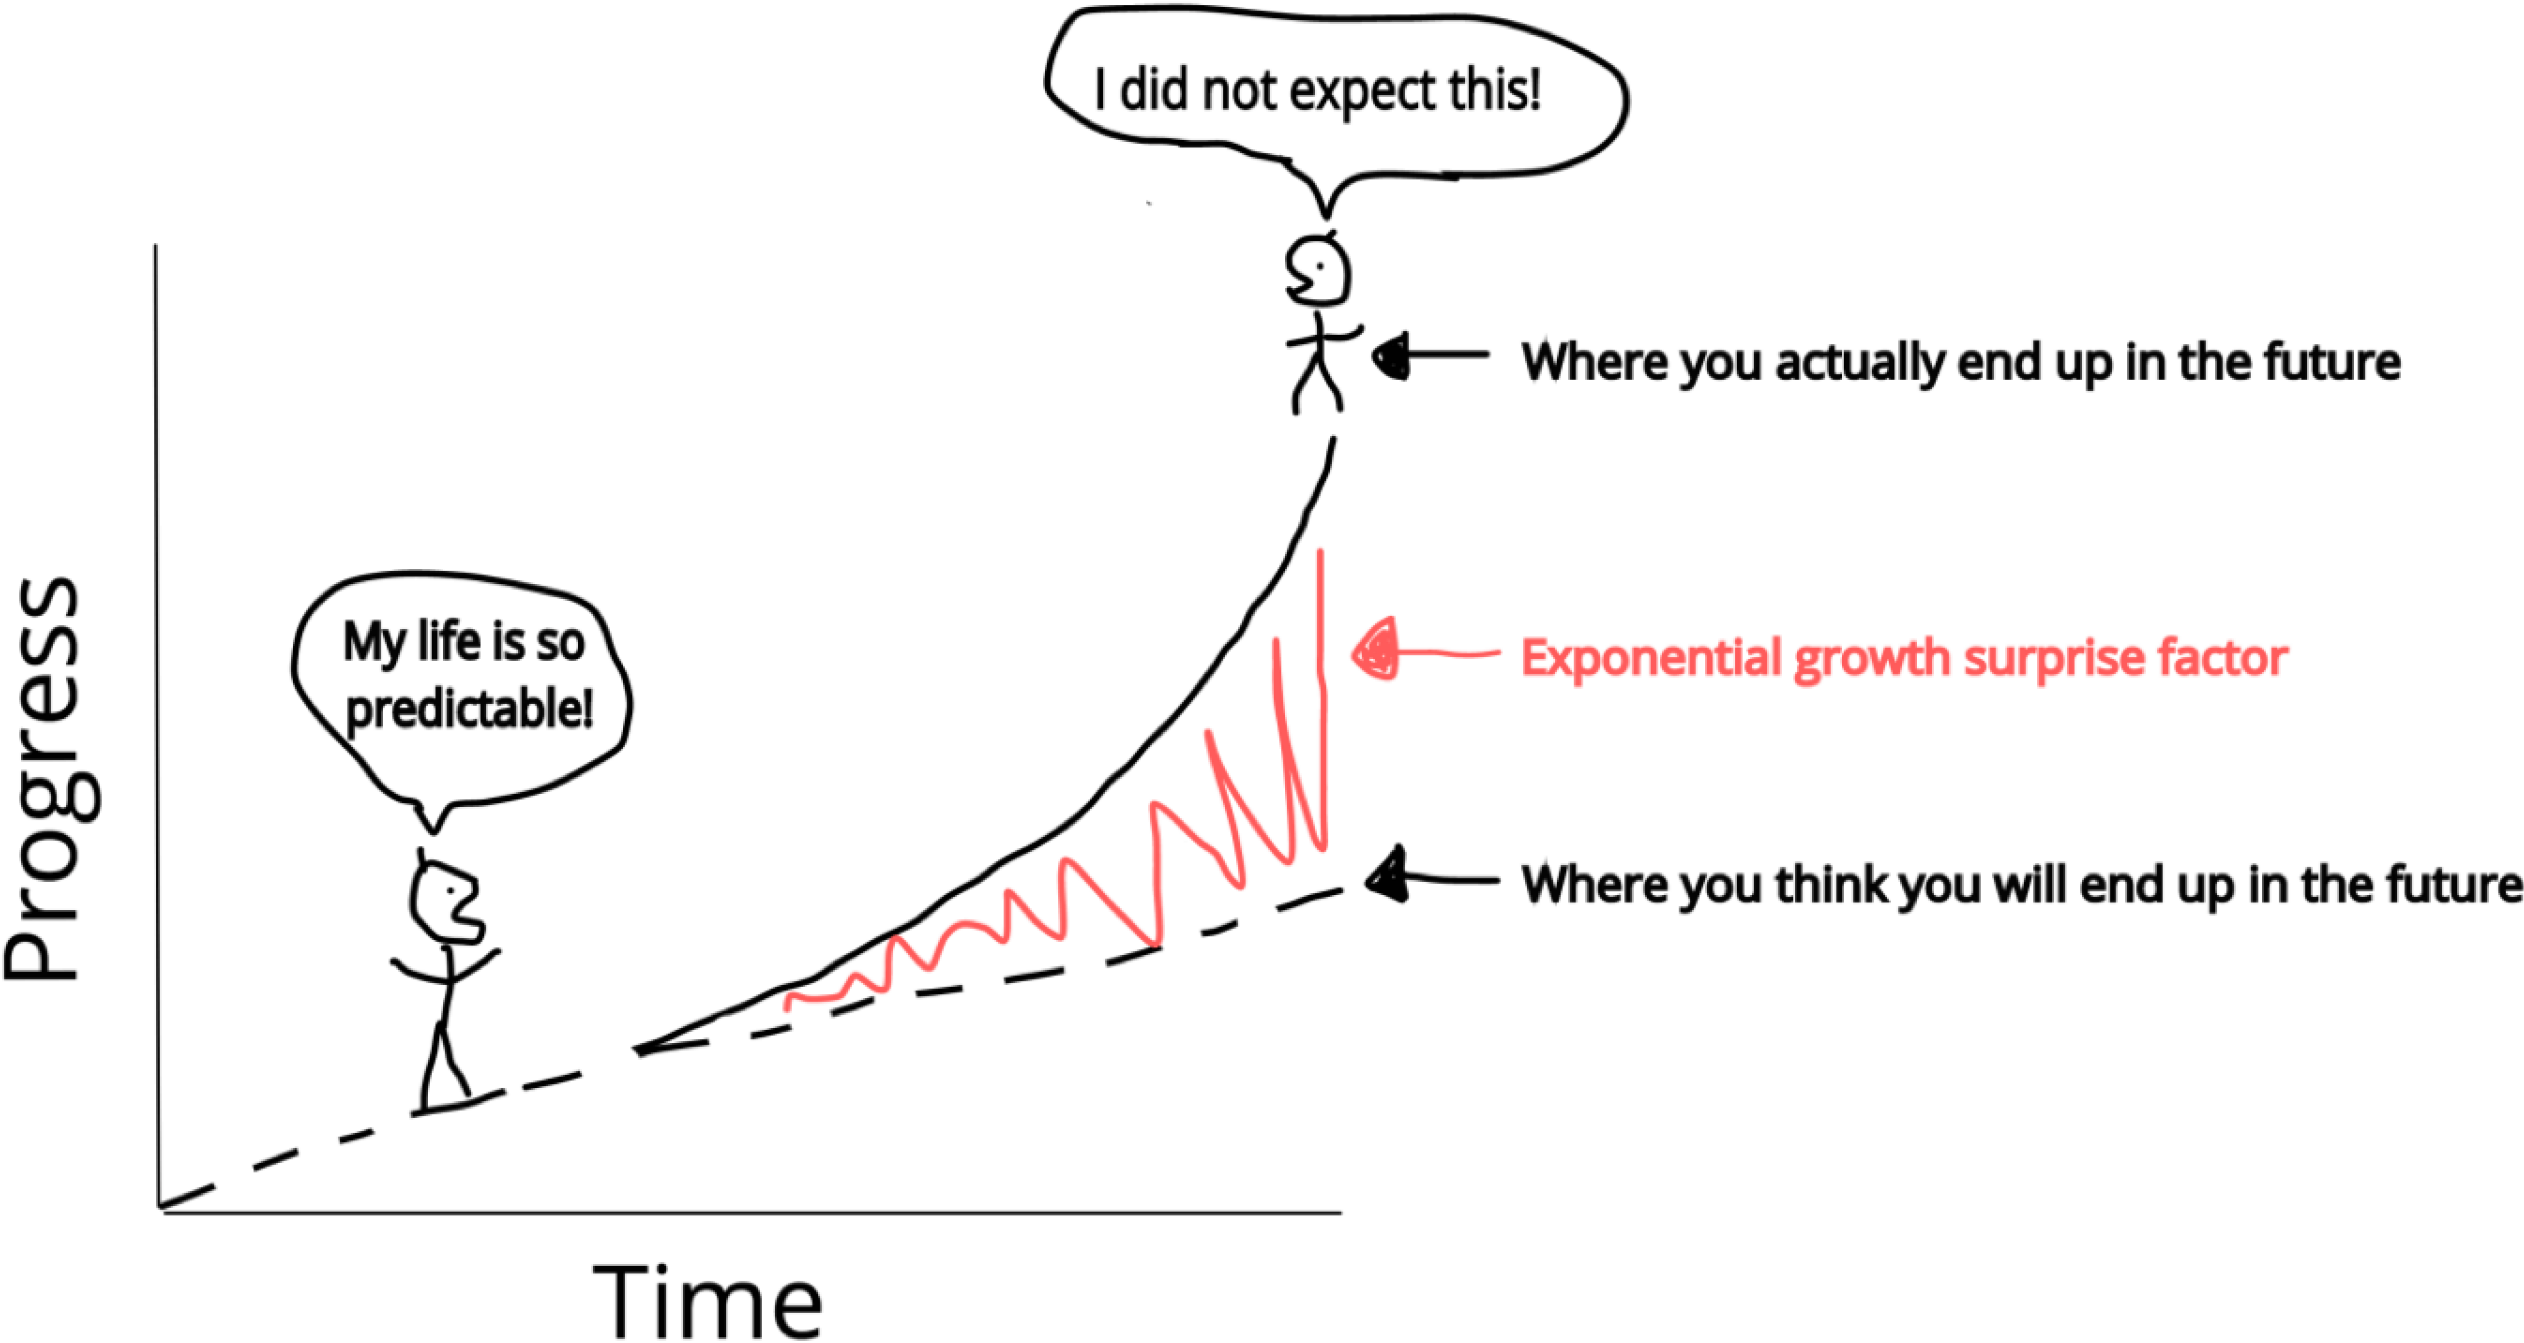 I did not expect this!
Where you actually end up in the future
My life is so
predictable!
Exponential growth surprise factor
Where you think you will end up in the future
Progress
Time